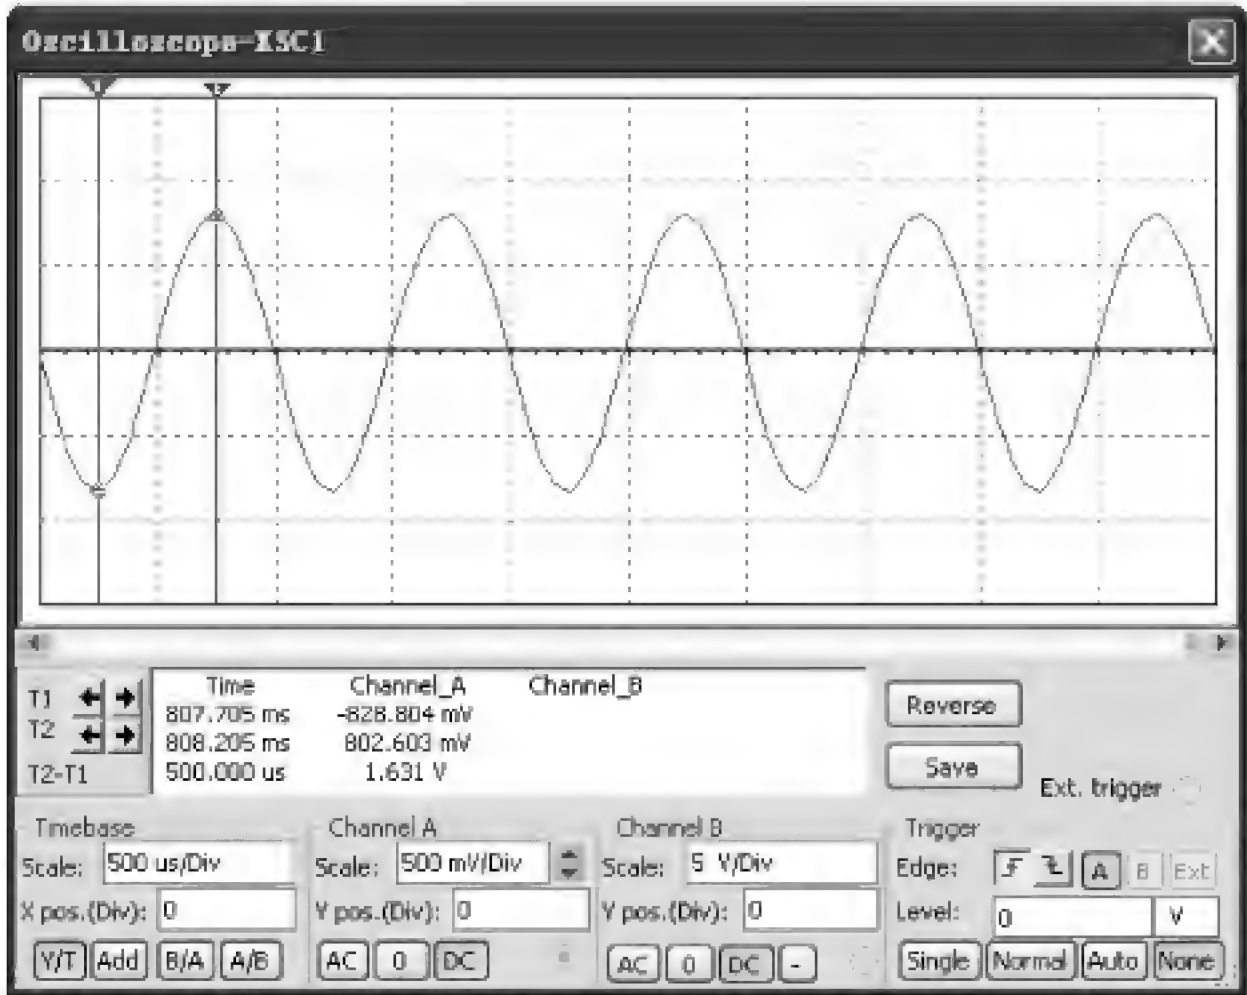 Oscilloscope-XSC1
1 2
Time Channel_A Channel_B
T1 807.705 ms -828.804 mV
T2 808.205 ms 802.603 mV
T2-T1 500.000 us 1.631 V
Reverse
Save
Ext. trigger
Timebase Channel A Channel B Trigger
Scale: 500 us/Div Scale: 500 mV/Div Scale: 5 V/Div Edge: A B Ext
X pos.(Div): 0 Y pos.(Div): 0 Y pos.(Div): 0 Level: 0 V
Y/T Add B/A A/B AC 0 DC AC 0 DC - Single Normal Auto None